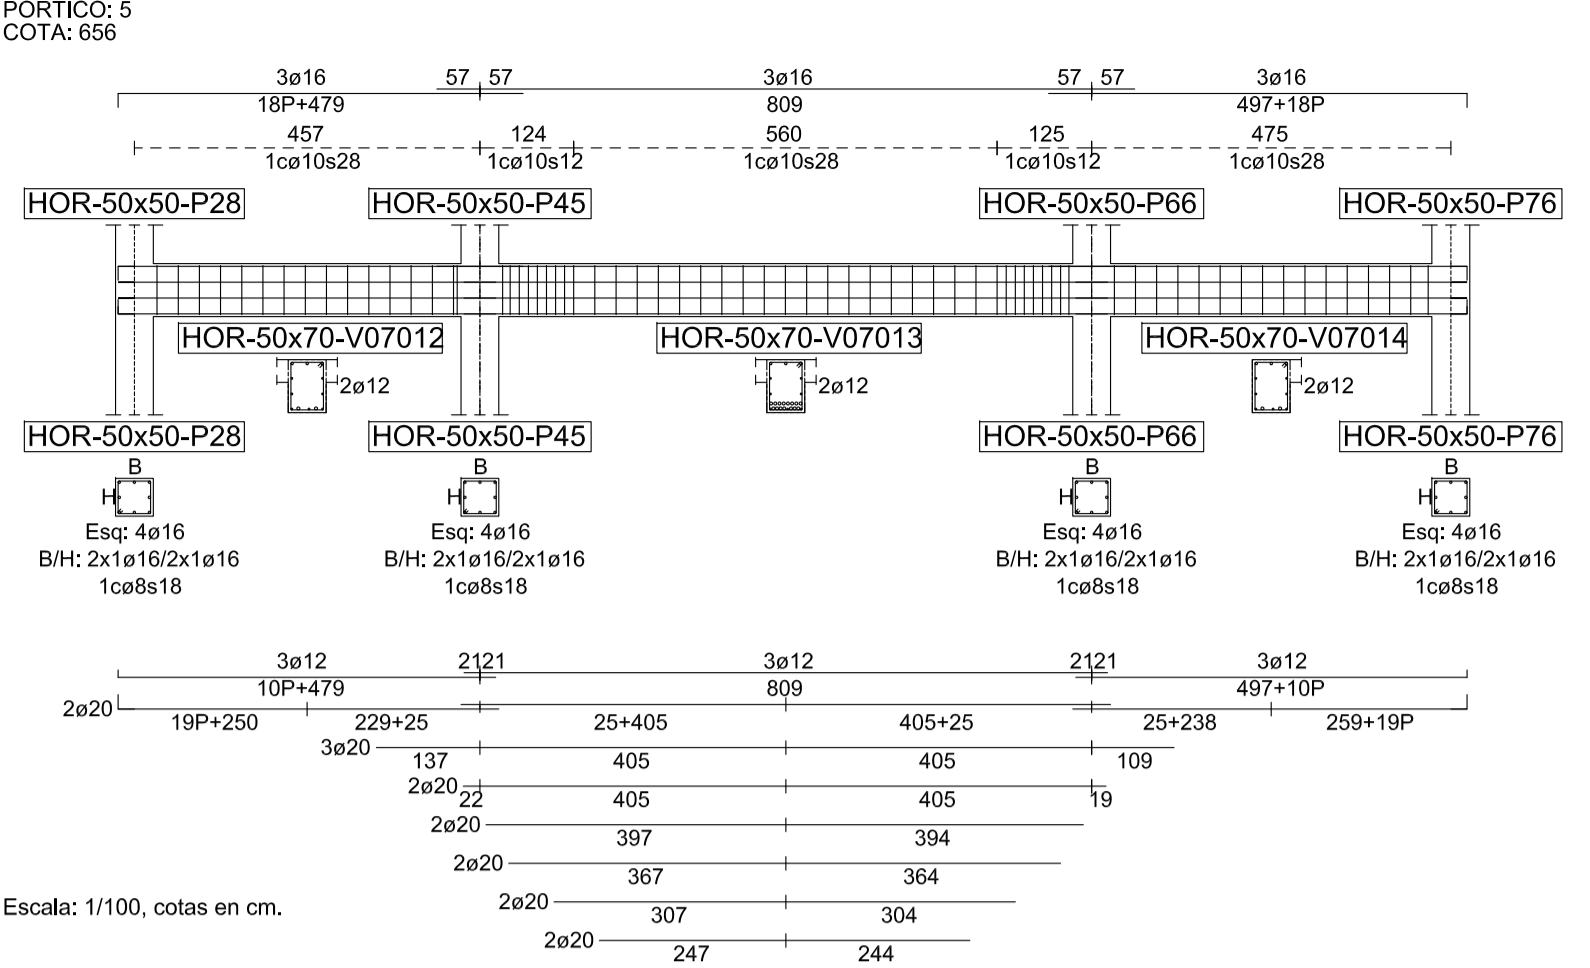 PORTICO: 5
COTA: 656
3ø16 57 57 3ø16 57 57 3ø16
18P+479 809 497+18P
457 124 560 125 475
1cø10s28 1cø10s12 1cø10s28 1cø10s12 1cø10s28
HOR-50x50-P28 HOR-50x50-P45 HOR-50x50-P66 HOR-50x50-P76
HOR-50x70-V07012 HOR-50x70-V07013 HOR-50x70-V07014
2ø12 2ø12 2ø12
HOR-50x50-P28 HOR-50x50-P45 HOR-50x50-P66 HOR-50x50-P76
B B B B
H H H H
Esq: 4ø16 Esq: 4ø16 Esq: 4ø16 Esq: 4ø16
B/H: 2x1ø16/2x1ø16 B/H: 2x1ø16/2x1ø16 B/H: 2x1ø16/2x1ø16 B/H: 2x1ø16/2x1ø16
1cø8s18 1cø8s18 1cø8s18 1cø8s18
3ø12 2121 3ø12 2121 3ø12
10P+479 809 497+10P
2ø20
19P+250 229+25 25+405 405+25 25+238 259+19P
3ø20
137 405 405 109
2ø20
22 405 405 19
2ø20
397 394
2ø20
367 364
2ø20
307 304
2ø20
247 244
Escala: 1/100, cotas en cm.